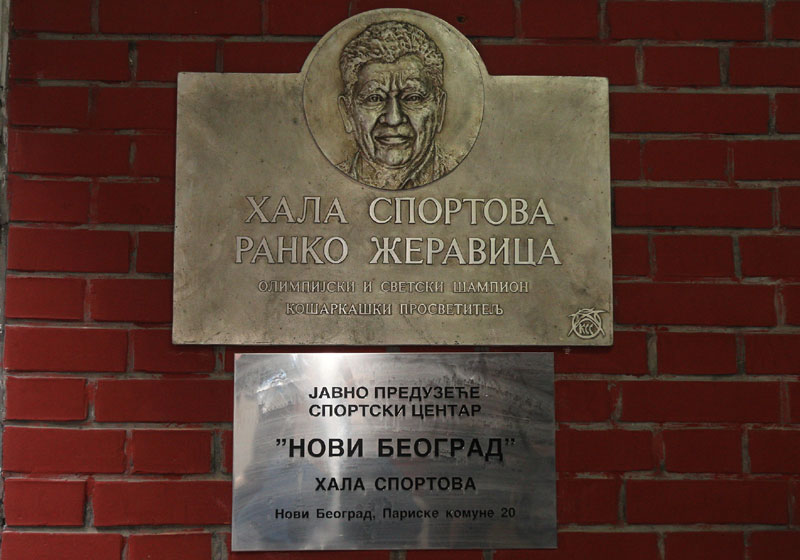 ХАЛА СПОРТОВА
РАНКО ЖЕРАВИЦА
ОЛИМПИЈСКИ И СВЕТСКИ ШАМПИОН
КОШАРКАШКИ ПРОСВЕТИТЕЉ
КСС
ЈАВНО ПРЕДУЗЕЋЕ
СПОРТСКИ ЦЕНТАР
"НОВИ БЕОГРАД"
ХАЛА СПОРТОВА
Нови Београд, Париске комуне 20